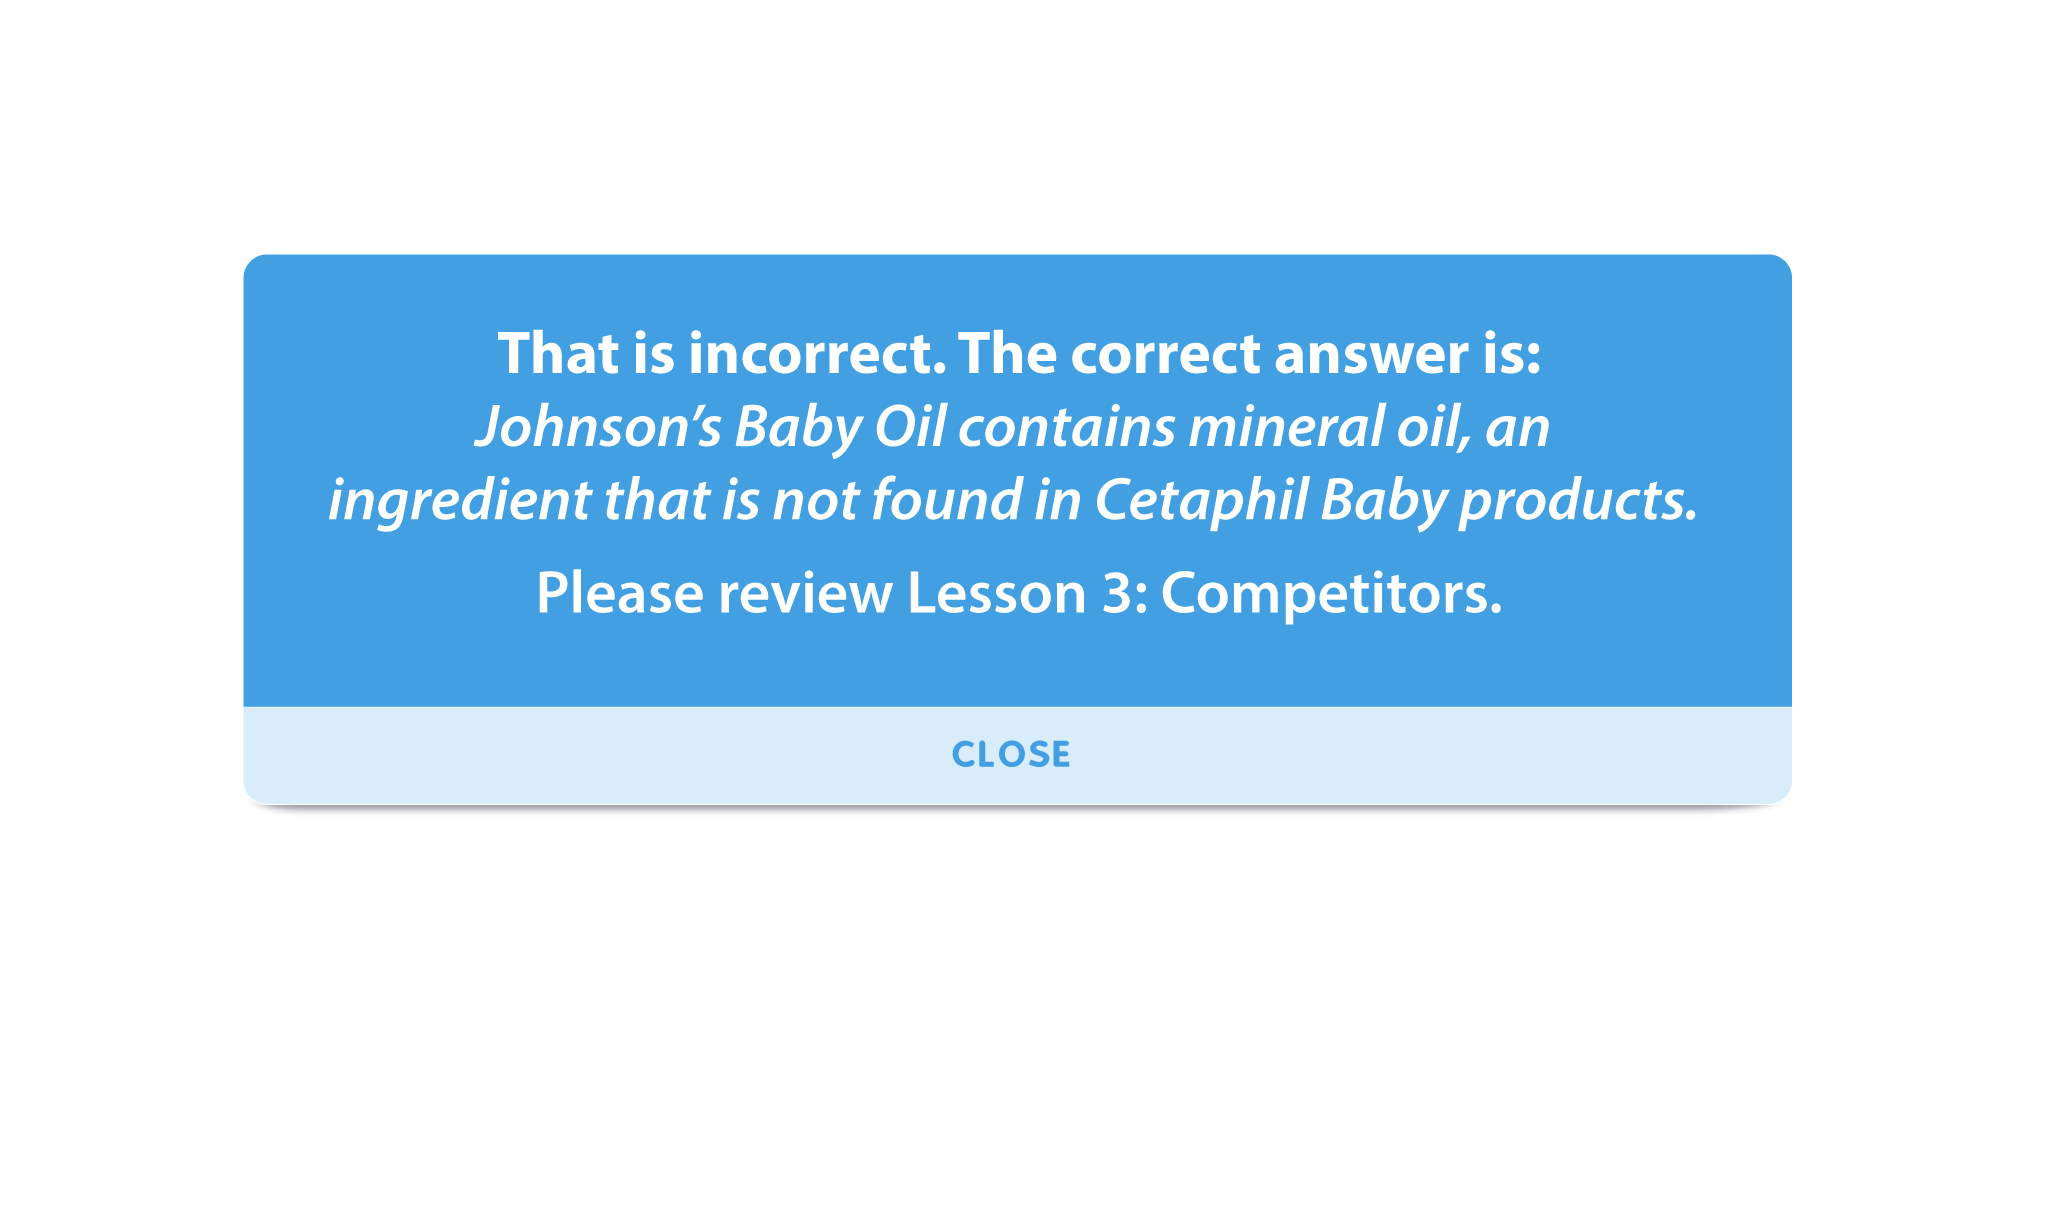 That is incorrect. The correct answer is:
Johnson’s Baby Oil contains mineral oil, an
ingredient that is not found in Cetaphil Baby products.
Please review Lesson 3: Competitors.
CLOSE